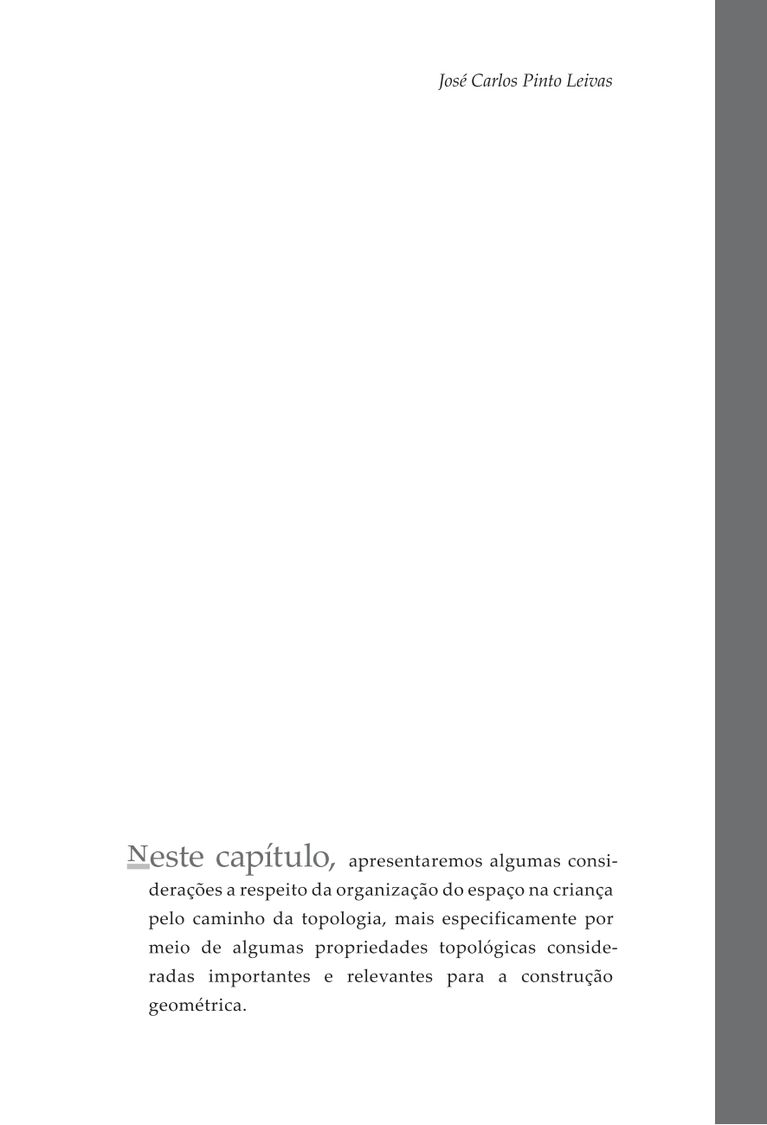 José Carlos Pinto Leivas
Neste capítulo, apresentaremos algumas consi-
derações a respeito da organização do espaço na criança
pelo caminho da topologia, mais especificamente por
meio de algumas propriedades topológicas conside-
radas importantes e relevantes para a construção
geométrica.